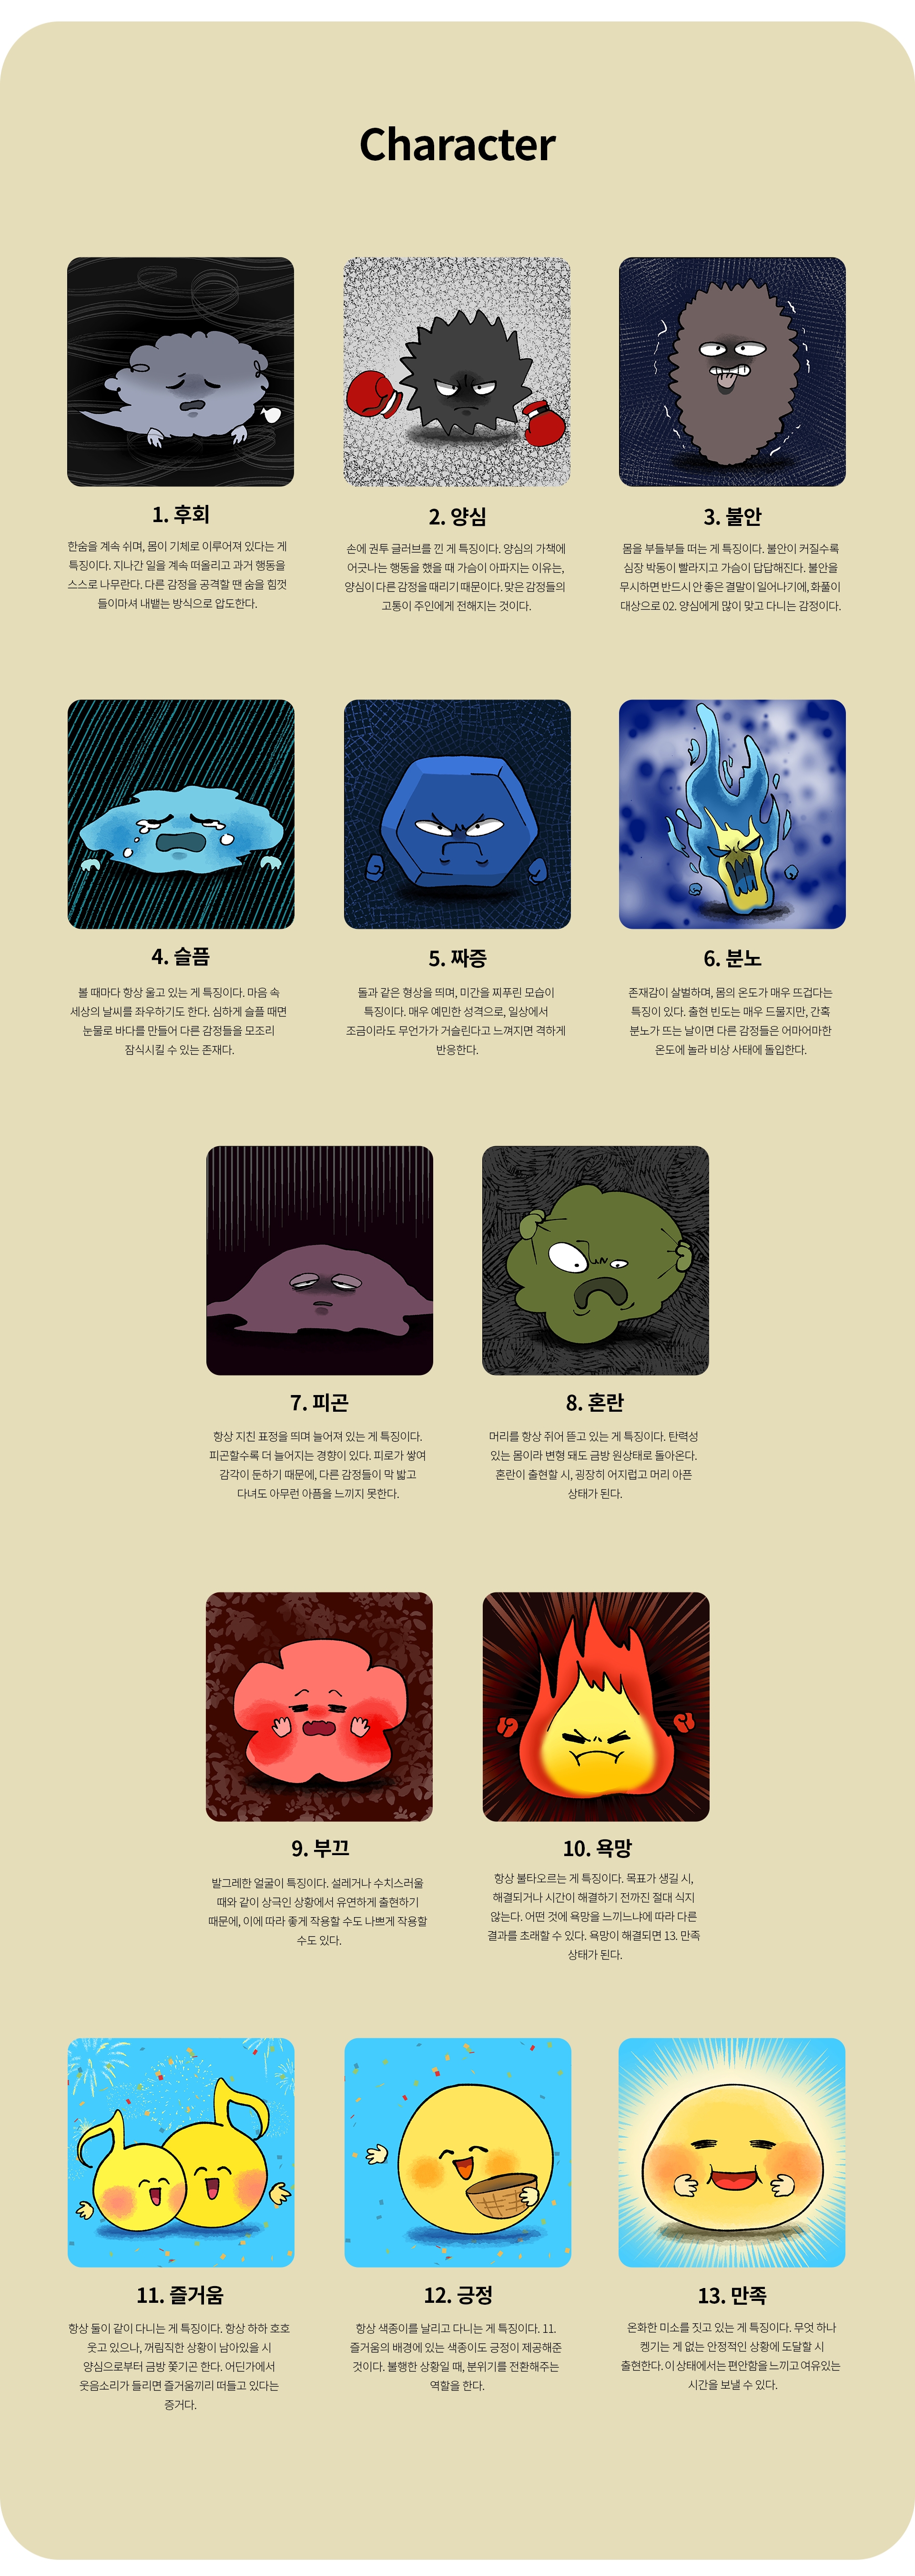 Character
1. 후회
한숨을 계속 쉬며, 몸이 기체로 이루어져 있다는 게
특징이다. 지나간 일을 계속 떠올리고 과거 행동을
스스로 나무란다. 다른 감정을 공격할 땐 숨을 힘껏
들이마셔 내뱉는 방식으로 압도한다.
2. 양심
손에 권투 글러브를 낀 게 특징이다. 양심의 가책에
어긋나는 행동을 했을 때 가슴이 아파지는 이유는,
양심이 다른 감정을 때리기 때문이다. 맞은 감정들의
고통이 주인에게 전해지는 것이다.
3. 불안
몸을 부들부들 떠는 게 특징이다. 불안이 커질수록
심장 박동이 빨라지고 가슴이 답답해진다. 불안을
무시하면 반드시 안 좋은 결말이 일어나기에, 화풀이
대상으로 02. 양심에게 많이 맞고 다니는 감정이다.
4. 슬픔
볼 때마다 항상 울고 있는 게 특징이다. 마음 속
세상의 날씨를 좌우하기도 한다. 심하게 슬플 때면
눈물로 바다를 만들어 다른 감정들을 모조리
잠식시킬 수 있는 존재다.
5. 짜증
돌과 같은 형상을 띄며, 미간을 찌푸린 모습이
특징이다. 매우 예민한 성격으로, 일상에서
조금이라도 무언가가 거슬린다고 느껴지면 격하게
반응한다.
6. 분노
존재감이 살벌하며, 몸의 온도가 매우 뜨겁다는
특징이 있다. 출현 빈도는 매우 드물지만, 간혹
분노가 뜨는 날이면 다른 감정들은 어마어마한
온도에 놀라 비상 사태에 돌입한다.
7. 피곤
항상 지친 표정을 띄며 늘어져 있는 게 특징이다.
피곤할수록 더 늘어지는 경향이 있다. 피로가 쌓여
감각이 둔하기 때문에, 다른 감정들이 막 밟고
다녀도 아무런 아픔을 느끼지 못한다.
8. 혼란
머리를 항상 쥐어 뜯고 있는 게 특징이다. 탄력성
있는 몸이라 변형 돼도 금방 원상태로 돌아온다.
혼란이 출현할 시, 굉장히 어지럽고 머리 아픈
상태가 된다.
9. 부끄
발그레한 얼굴이 특징이다. 설레거나 수치스러울
때와 같이 상극인 상황에서 유연하게 출현하기
때문에, 이에 따라 좋게 작용할 수도 나쁘게 작용할
수도 있다.
10. 욕망
항상 불타오르는 게 특징이다. 목표가 생길 시,
해결되거나 시간이 해결하기 전까진 절대 식지
않는다. 어떤 것에 욕망을 느끼느냐에 따라 다른
결과를 초래할 수 있다. 욕망이 해결되면 13. 만족
상태가 된다.
11. 즐거움
항상 둘이 같이 다니는 게 특징이다. 항상 하하 호호
웃고 있으나, 꺼림직한 상황이 남아있을 시
양심으로부터 금방 쫓기곤 한다. 어딘가에서
웃음소리가 들리면 즐거움끼리 떠들고 있다는
증거다.
12. 긍정
항상 색종이를 날리고 다니는 게 특징이다. 11.
즐거움의 배경에 있는 색종이도 긍정이 제공해준
것이다. 불행한 상황일 때, 분위기를 전환해주는
역할을 한다.
13. 만족
온화한 미소를 짓고 있는 게 특징이다. 무엇 하나
켕기는 게 없는 안정적인 상황에 도달할 시
출현한다. 이 상태에서는 편안함을 느끼고 여유있는
시간을 보낼 수 있다.